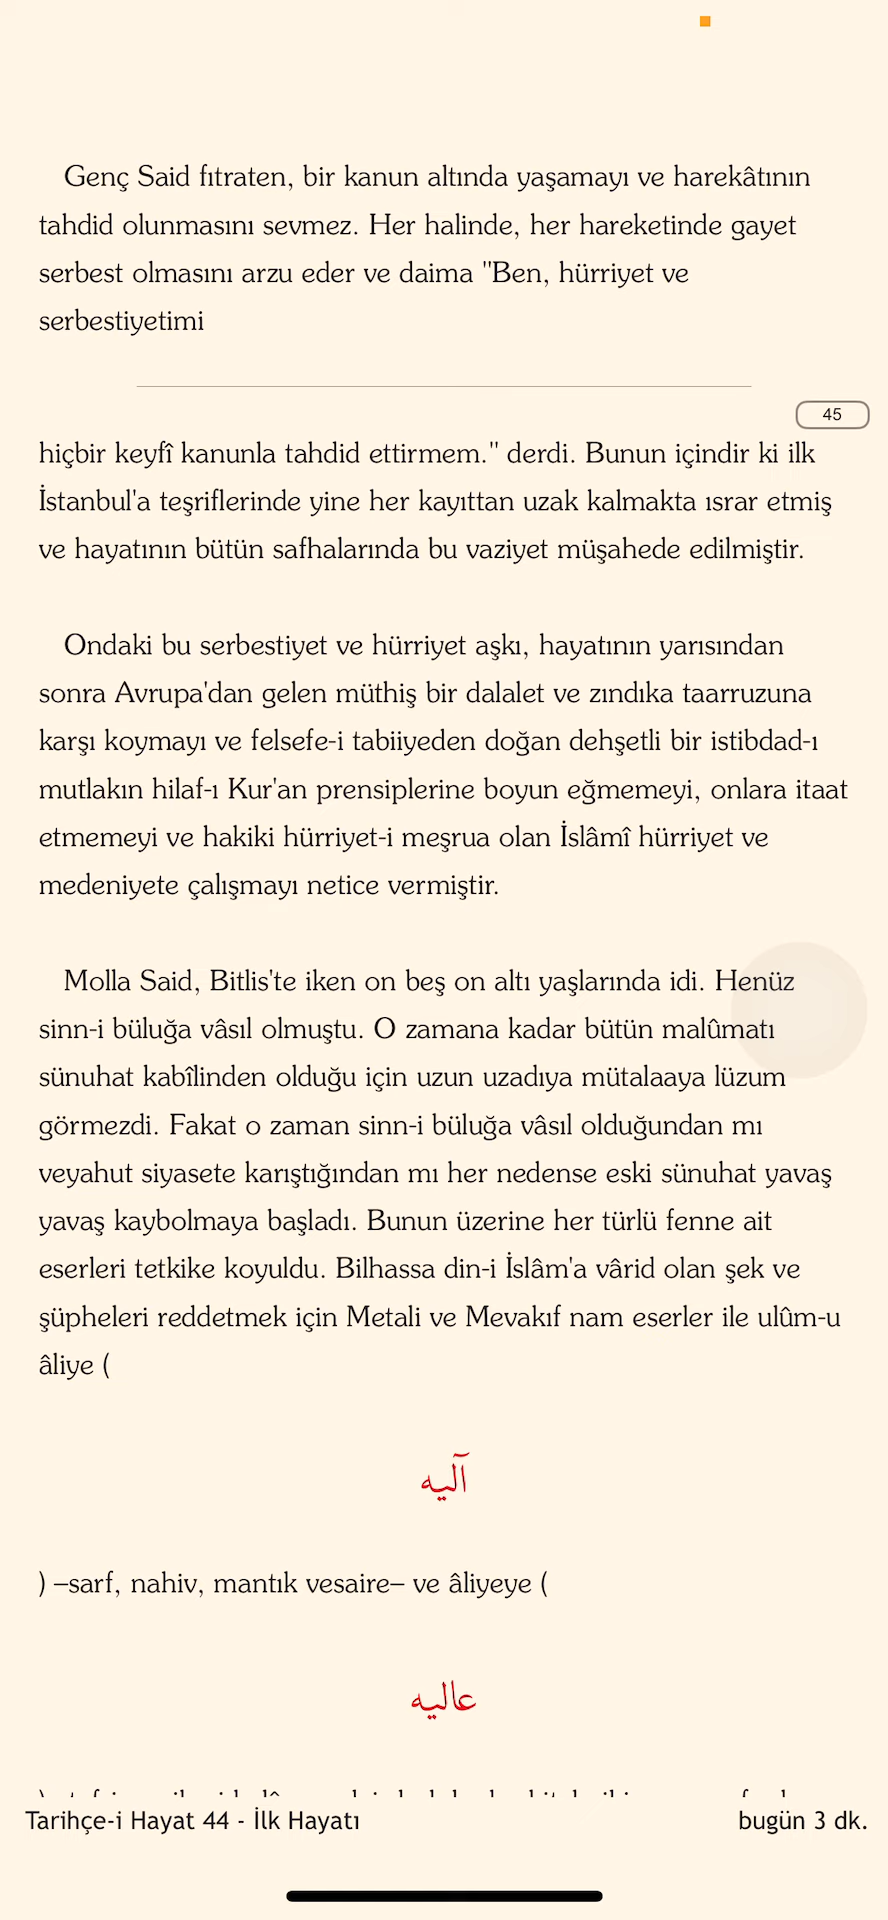 Genç Said fıtraten, bir kanun altında yaşamayı ve harekâtının
tahdid olunmasını sevmez. Her halinde, her hareketinde gayet
serbest olmasını arzu eder ve daima "Ben, hürriyet ve
serbestiyetimi
45
hiçbir keyfî kanunla tahdid ettirmem." derdi. Bunun içindir ki ilk
İstanbul'a teşriflerinde yine her kayıttan uzak kalmakta ısrar etmiş
ve hayatının bütün safhalarında bu vaziyet müşahede edilmiştir.
Ondaki bu serbestiyet ve hürriyet aşkı, hayatının yarısından
sonra Avrupa'dan gelen müthiş bir dalalet ve zındıka taarruzuna
karşı koymayı ve felsefe-i tabiiyeden doğan dehşetli bir istibdad-ı
mutlakın hilaf-ı Kur'an prensiplerine boyun eğmemeyi, onlara itaat
etmemeyi ve hakiki hürriyet-i meşrua olan İslâmî hürriyet ve
medeniyete çalışmayı netice vermiştir.
Molla Said, Bitlis'te iken on beş on altı yaşlarında idi. Henüz
sinn-i büluğa vâsıl olmuştu. O zamana kadar bütün malûmatı
sünuhat kabîlinden olduğu için uzun uzadıya mütalaaya lüzum
görmezdi. Fakat o zaman sinn-i büluğa vâsıl olduğundan mı
veyahut siyasete karıştığından mı her nedense eski sünuhat yavaş
yavaş kaybolmaya başladı. Bunun üzerine her türlü fenne ait
eserleri tetkike koyuldu. Bilhassa din-i İslâm'a vârid olan şek ve
şüpheleri reddetmek için Metali ve Mevakıf nam eserler ile ulûm-u
âliye (
آليه
) –sarf, nahiv, mantık vesaire– ve âliyeye (
عاليه
Tarihçe-i Hayat 44 - İlk Hayatı
bugün 3 dk.